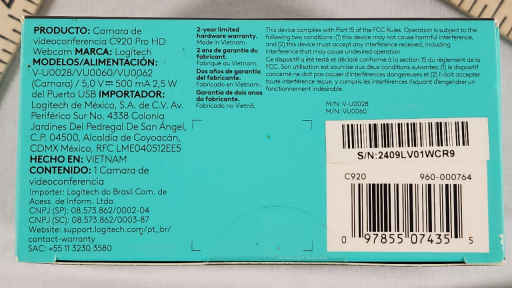 PRODUCTO: Camara de
videoconferencia C920 Pro HD
Webcam MARCA: Logitech
MODELOS/ALIMENTACIÓN:
V-U0028/VU0060/VU0062
(Camara) / 5,0 V⎓500 mA 2,5 W
del Puerto USB IMPORTADOR:
Logitech de México, S.A. de C.V. Av.
Periférico Sur No. 4338 Colonia
Jardines Del Pedregal De San Angel,
C.P. 04500, Alcaldía de Coyoacán,
CDMX México, RFC LME040512EE5
HECHO EN: VIETNAM
CONTENIDO: 1 Camara de
videoconferencia
Importer: Logitech do Brasil Com. de
Acess. de Inform. Ltda.
CNPJ (SP): 08.573.862/0002-04
CNPJ (SC): 08.573.862/0003-87
Website: support.logitech.com/pt_br/
contact-warranty
SAC: +55 11 3230 3580
2-year limited
hardware warranty.
Made in Vietnam.
2 ans de garantie du
fabricant.
Fabriqué au Vietnam.
Dos años de garantía
del fabricante.
Fabricado en Vietnam.
Garantia de dois anos
do fabricante.
Fabricado no Vietnã.
This device complies with Part 15 of the FCC Rules. Operation is subject to the
following two conditions: (1) this device may not cause harmful interference,
and (2) this device must accept any interference received, including
interference that may cause undesired operation.
Ce dispositif a été testé et déclaré conforme à la section 15 du règlement de la
FCC. Son utilisation est soumise aux deux conditions suivantes: (1) le dispositif
concerné ne doit pas causer d'interférences dangereuses et (2) il doit accepter
toute interférence reçue, y compris les interférences risquant d'engendrer un
fonctionnement indésirable.
M/N: V-U0028
M/N: VU0060
S/N:2409LV01WCR9
C920 960-000764
0 97855 07435 5